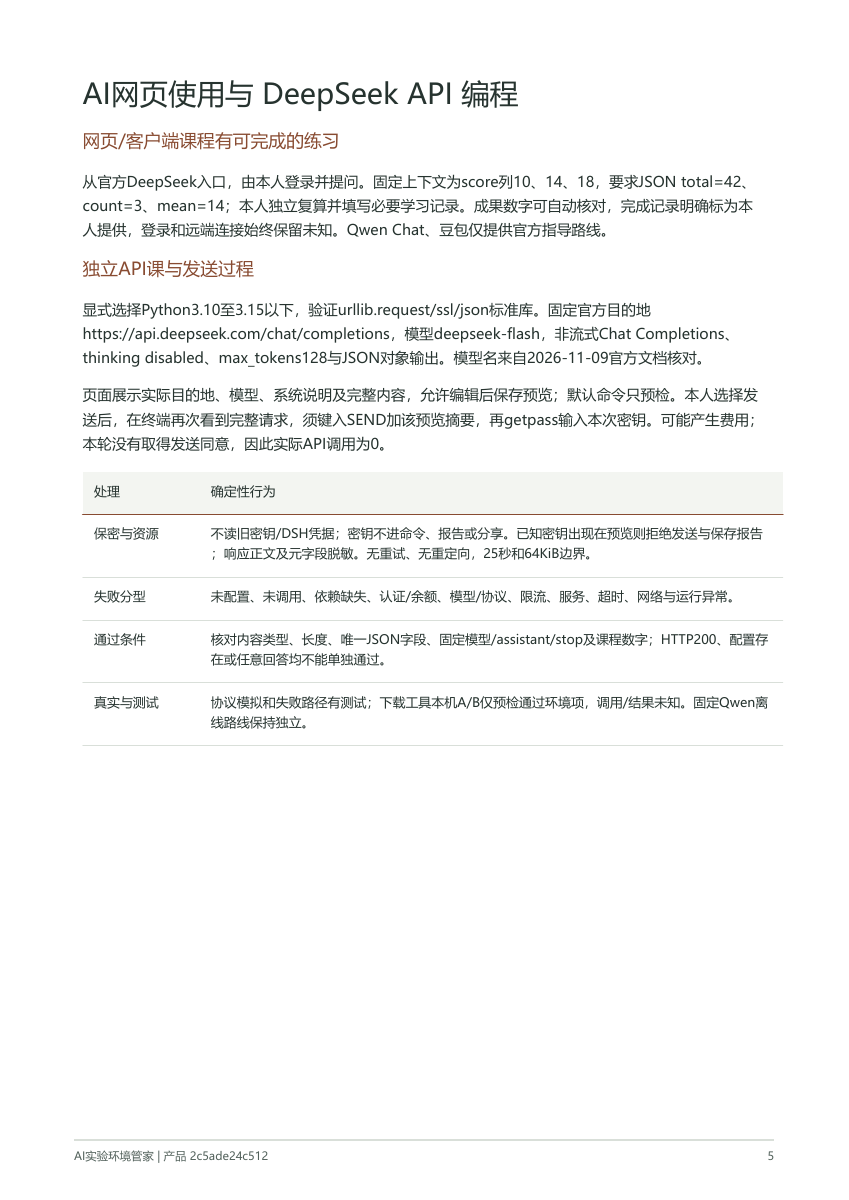 AI网页使用与 DeepSeek API 编程
网页/客户端课程有可完成的练习
从官方DeepSeek入口，由本人登录并提问。固定上下文为score列10、14、18，要求JSON total=42、
count=3、mean=14；本人独立复算并填写必要学习记录。成果数字可自动核对，完成记录明确标为本
人提供，登录和远端连接始终保留未知。Qwen Chat、豆包仅提供官方指导路线。
独立API课与发送过程
显式选择Python3.10至3.15以下，验证urllib.request/ssl/json标准库。固定官方目的地
https://api.deepseek.com/chat/completions，模型deepseek-flash，非流式Chat Completions、
thinking disabled、max_tokens128与JSON对象输出。模型名来自2026-11-09官方文档核对。
页面展示实际目的地、模型、系统说明及完整内容，允许编辑后保存预览；默认命令只预检。本人选择发
送后，在终端再次看到完整请求，须键入SEND加该预览摘要，再getpass输入本次密钥。可能产生费用；
本轮没有取得发送同意，因此实际API调用为0。
处理 确定性行为
保密与资源 不读旧密钥/DSH凭据；密钥不进命令、报告或分享。已知密钥出现在预览则拒绝发送与保存报告
；响应正文及元字段脱敏。无重试、无重定向，25秒和64KiB边界。
失败分型 未配置、未调用、依赖缺失、认证/余额、模型/协议、限流、服务、超时、网络与运行异常。
通过条件 核对内容类型、长度、唯一JSON字段、固定模型/assistant/stop及课程数字；HTTP200、配置存
在或任意回答均不能单独通过。
真实与测试 协议模拟和失败路径有测试；下载工具本机A/B仅预检通过环境项，调用/结果未知。固定Qwen离
线路线保持独立。
AI实验环境管家 | 产品 2c5ade24c512 5